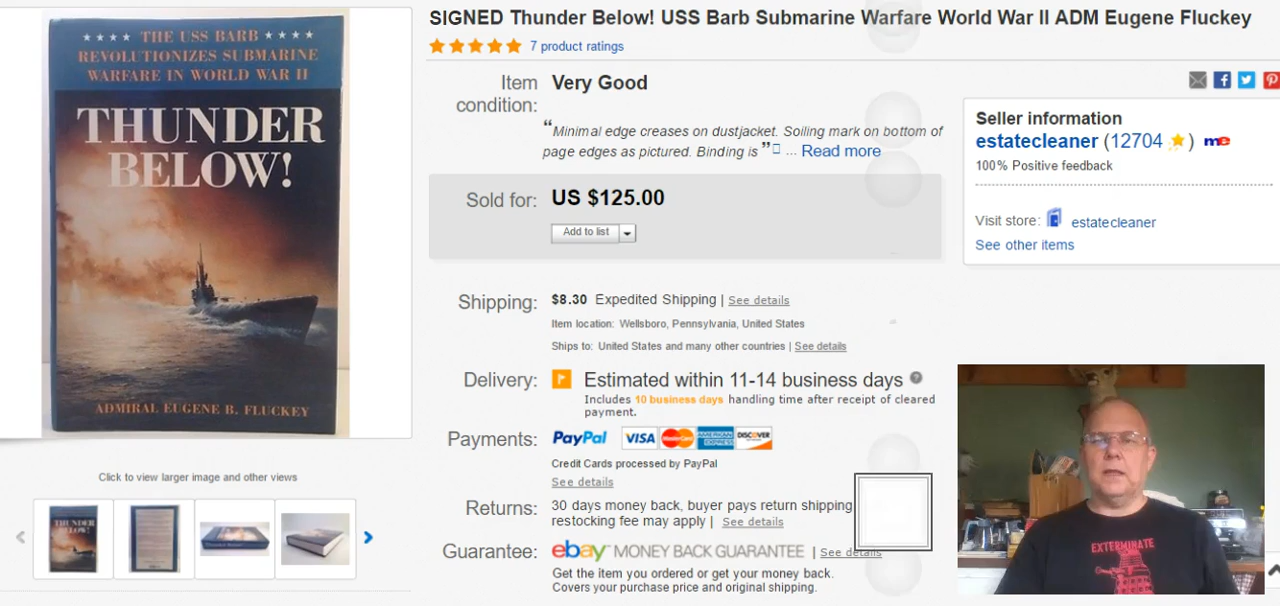 SIGNED Thunder Below! USS Barb Submarine Warfare World War II ADM Eugene Fluckey
7 product ratings
THE USS BARB
REVOLUTIONIZES SUBMARINE
WARFARE IN WORLD WAR II
THUNDER
BELOW!
ADMIRAL EUGENE B. FLUCKEY
Click to view larger image and other views
THUNDER
BELOW!
Item condition: Very Good
“Minimal edge creases on dustjacket. Soiling mark on bottom of
page edges as pictured. Binding is ” ... Read more
Sold for: US $125.00
Add to list
Shipping: $8.30 Expedited Shipping | See details
Item location: Wellsboro, Pennsylvania, United States
Ships to: United States and many other countries | See details
Delivery: Estimated within 11-14 business days
Includes 10 business days handling time after receipt of cleared
payment.
Payments: PayPal VISA MasterCard AMERICAN EXPRESS DISCOVER
Credit Cards processed by PayPal
See details
Returns: 30 days money back, buyer pays return shipping
restocking fee may apply | See details
Guarantee: ebay MONEY BACK GUARANTEE | See details
Get the item you ordered or get your money back.
Covers your purchase price and original shipping.
Seller information
estatecleaner (12704 ) me
100% Positive feedback
Visit store: estatecleaner
See other items
EXTERMINATE